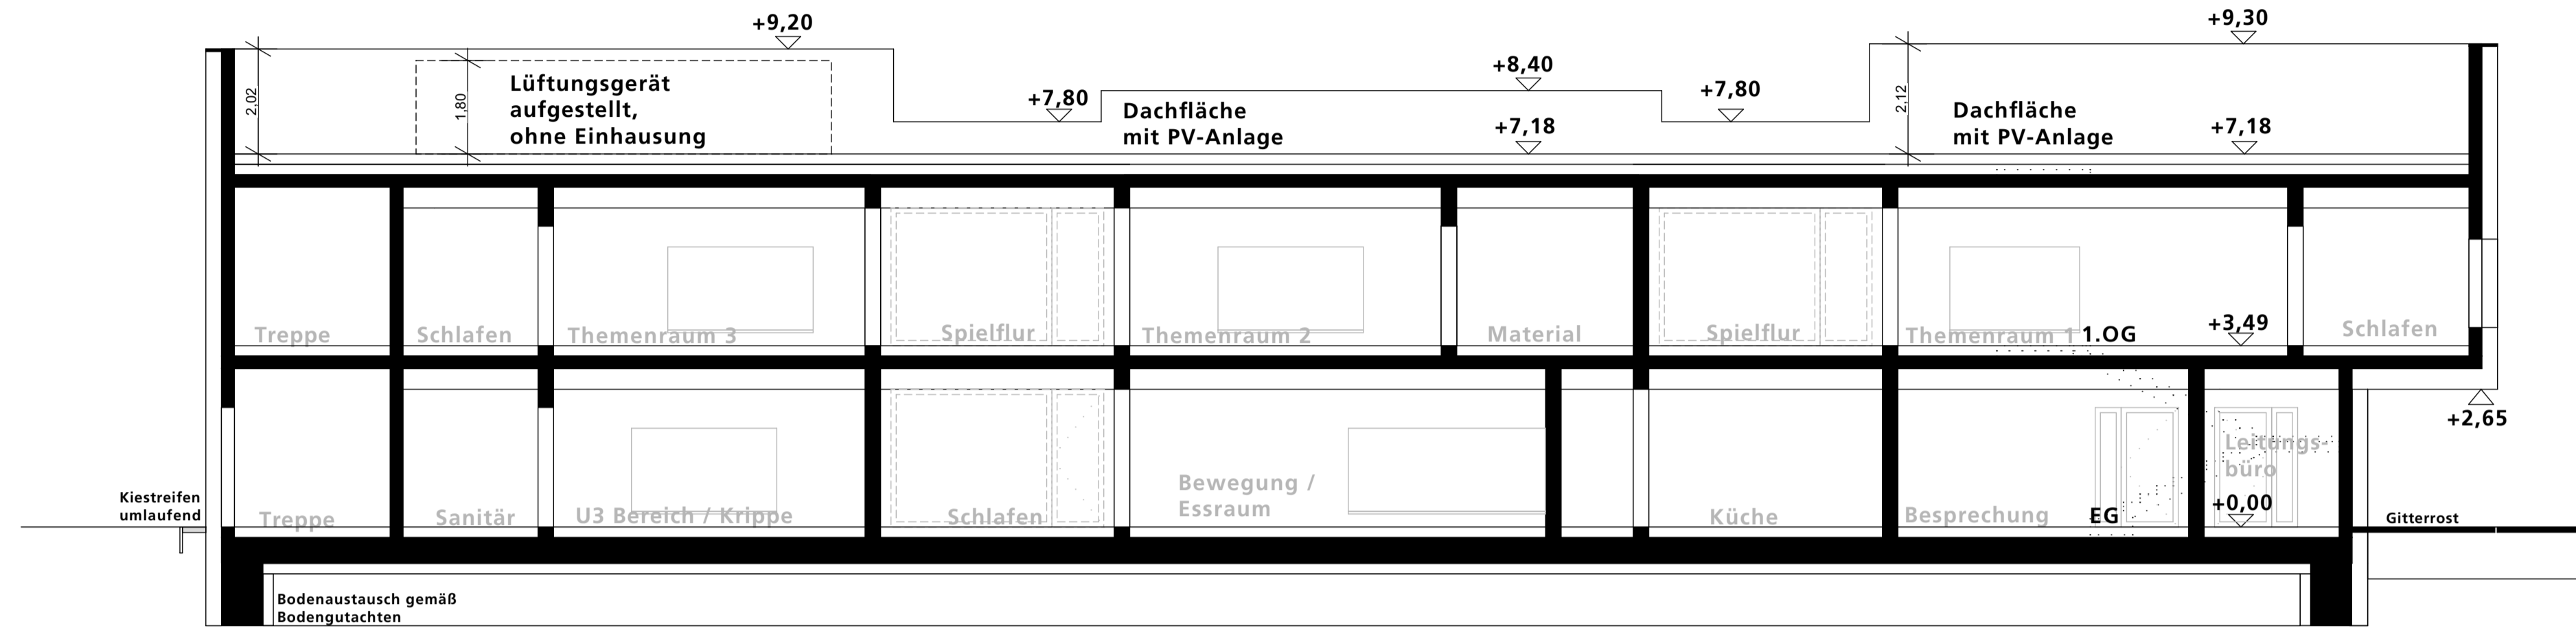 +9,20
+9,30
+8,40
+7,80
+7,80
2,02
1,80
Lüftungsgerät
aufgestellt,
ohne Einhausung
Dachfläche
mit PV-Anlage
+7,18
2,12
Dachfläche
mit PV-Anlage
+7,18
Treppe
Schlafen
Themenraum 3
Spielflur
Themenraum 2
Material
Spielflur
Themenraum 1
1.OG
+3,49
Schlafen
+2,65
Kiestreifen
umlaufend
Treppe
Sanitär
U3 Bereich / Krippe
Schlafen
Bewegung /
Essraum
Küche
Besprechung
EG
Leitungs-
büro
+0,00
Gitterrost
Bodenaustausch gemäß
Bodengutachten